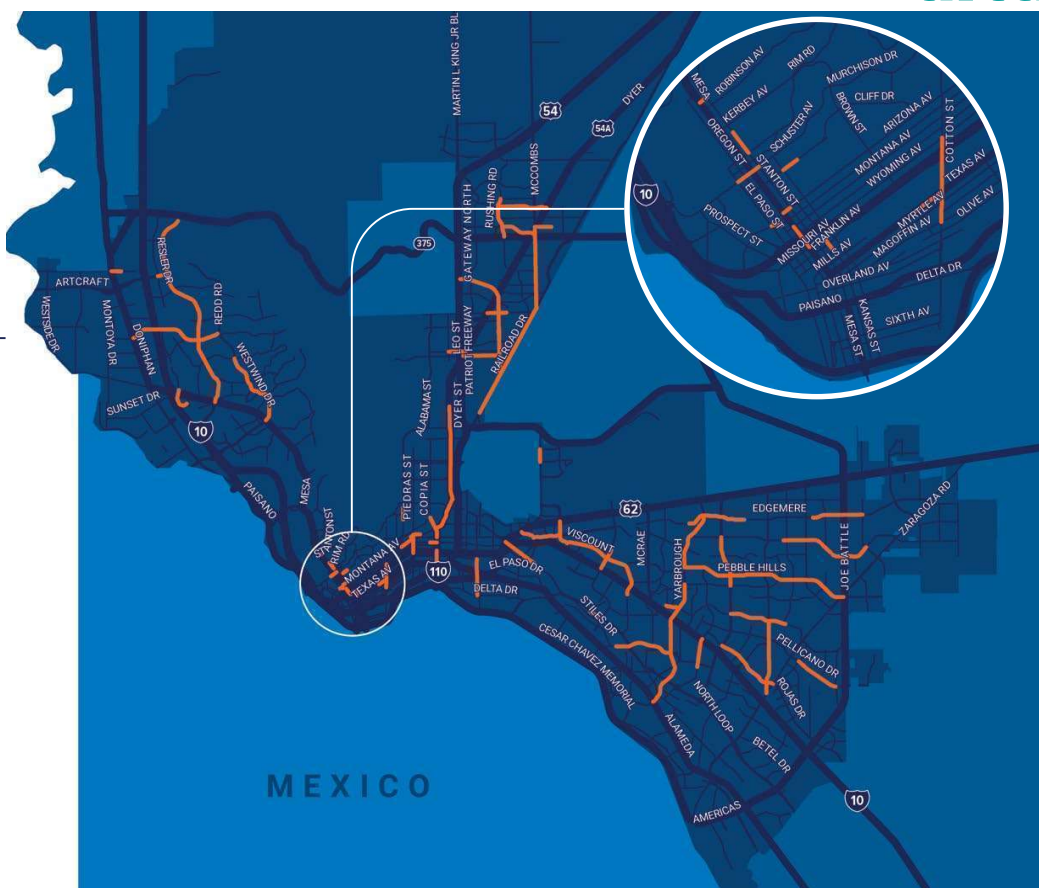 MARTIN L KING JR BL
54
DYER
54A
MCCOMBS
RUSHING RD
GATEWAY NORTH
375
RESLER DR
ARTCRAFT
REDD RD
WESTSIDE DR
MONTOYA DR
DONIPHAN
WESTWIND DR
SUNSET DR
10
LEO ST
PATRIOT FREEWAY
RAILROAD DR
DYER ST
ALABAMA ST
PAISANO
MESA
PIEDRAS ST
COPIA ST
STANTON ST
RIM RD
MONTANA AV
TEXAS AV
110
EL PASO DR
DELTA DR
62
VISCOUNT
MCRAE
EDGEMERE
ZARAGOZA RD
YARBROUGH
PEBBLE HILLS
JOE BATTLE
STILES DR
CESAR CHAVEZ MEMORIAL
PELLICANO DR
ROJAS DR
NORTH LOOP
ALAMEDA
BETEL DR
AMERICAS
10
MEXICO
MESA
ROBINSON AV
RIM RD
KERBEY AV
MURCHISON DR
CLIFF DR
BROWN ST
ARIZONA AV
COTTON ST
OREGON ST
SCHUSTER AV
MONTANA AV
WYOMING AV
STANTON ST
TEXAS AV
10
EL PASO ST
PROSPECT ST
MYRTLE AV
OLIVE AV
MISSOURI AV
FRANKLIN AV
MAGOFFIN AV
MILLS AV
OVERLAND AV
DELTA DR
PAISANO
KANSAS ST
SIXTH AV
MESA ST